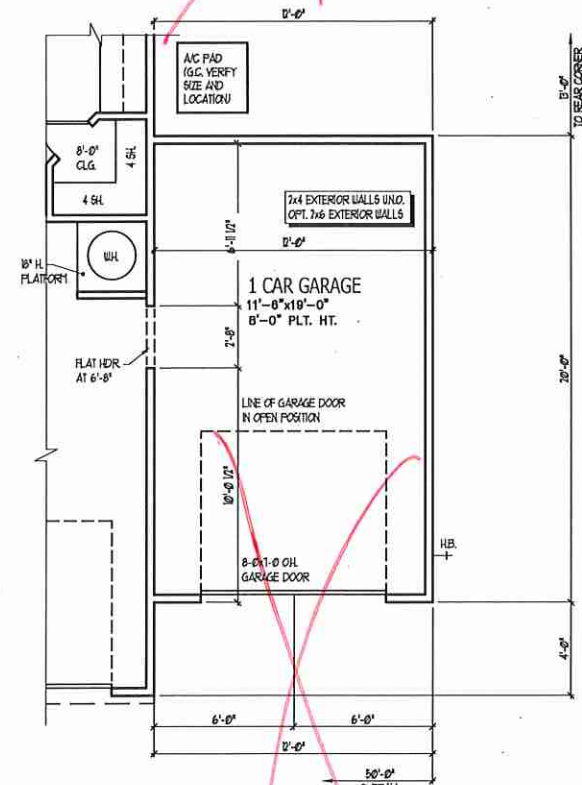 12'-0"
A/C PAD
(G.C. VERIFY
SIZE AND
LOCATION)
13'-0"
TO REAR CORNER
8'-0"
CLG.
4 SH.
4 SH.
2x4 EXTERIOR WALLS U.N.O.
OPT. 2x6 EXTERIOR WALLS
6'-11 1/2"
12'-0"
W.H.
18" H.
PLATFORM
1 CAR GARAGE
11'-8"x19'-0"
8'-0" PLT. HT.
2'-8"
FLAT HDR
AT 6'-8"
20'-0"
LINE OF GARAGE DOOR
IN OPEN POSITION
10'-0 1/2"
H.B.
8-0x7-0 O.H.
GARAGE DOOR
4'-0"
6'-0"
6'-0"
12'-0"
50'-0"